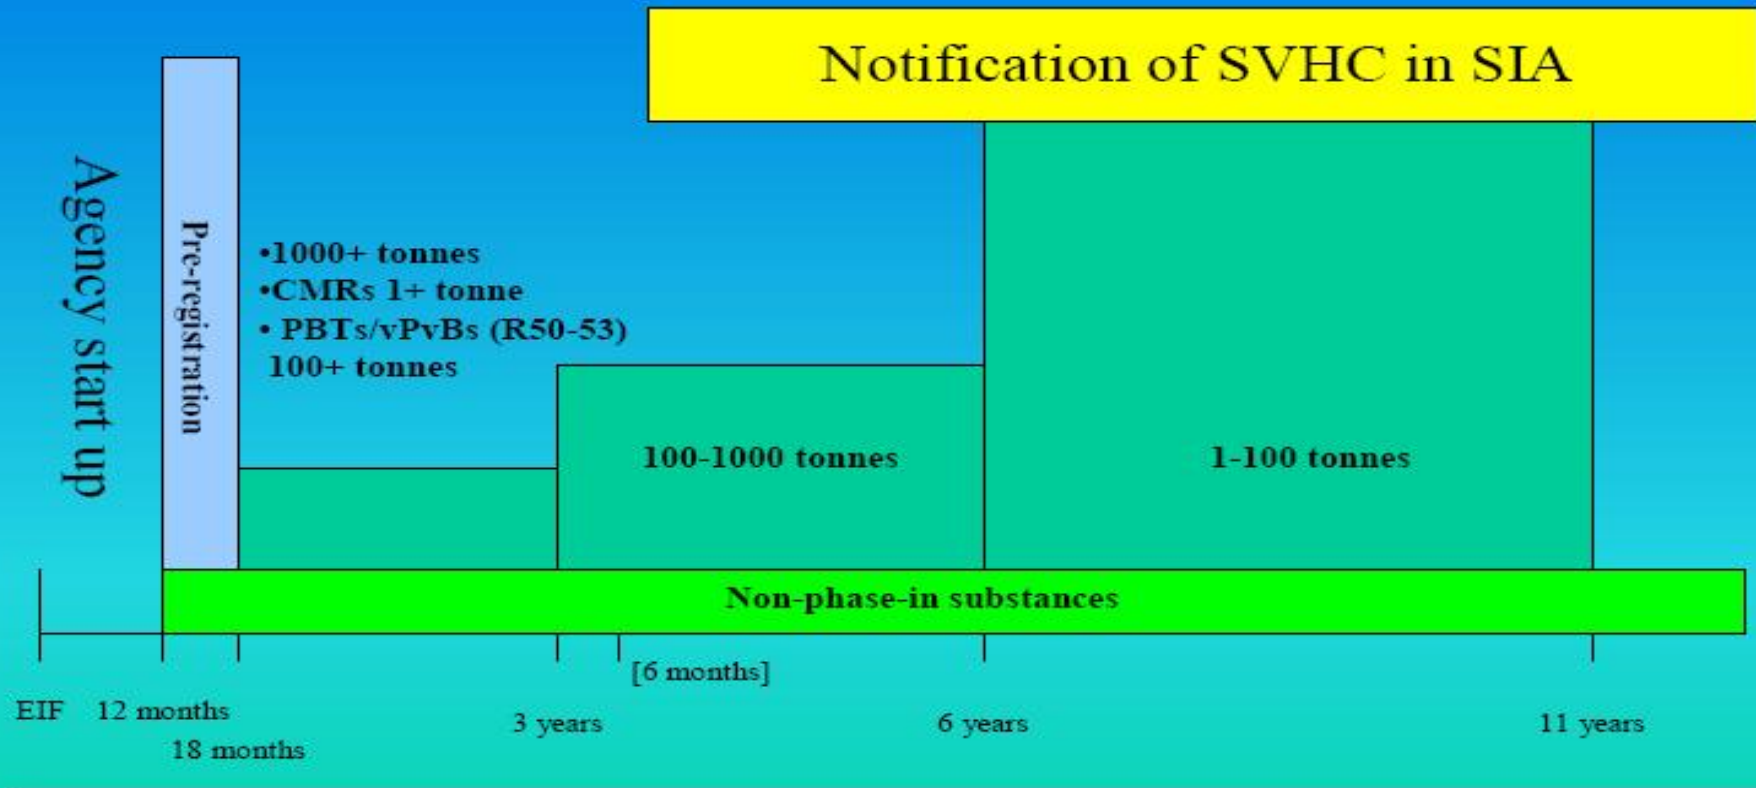 Notification of SVHC in SIA
Agency start up
Pre-registration
•1000+ tonnes
•CMRs 1+ tonne
• PBTs/vPvBs (R50-53)
100+ tonnes
100-1000 tonnes
1-100 tonnes
Non-phase-in substances
[6 months]
EIF
12 months
18 months
3 years
6 years
11 years